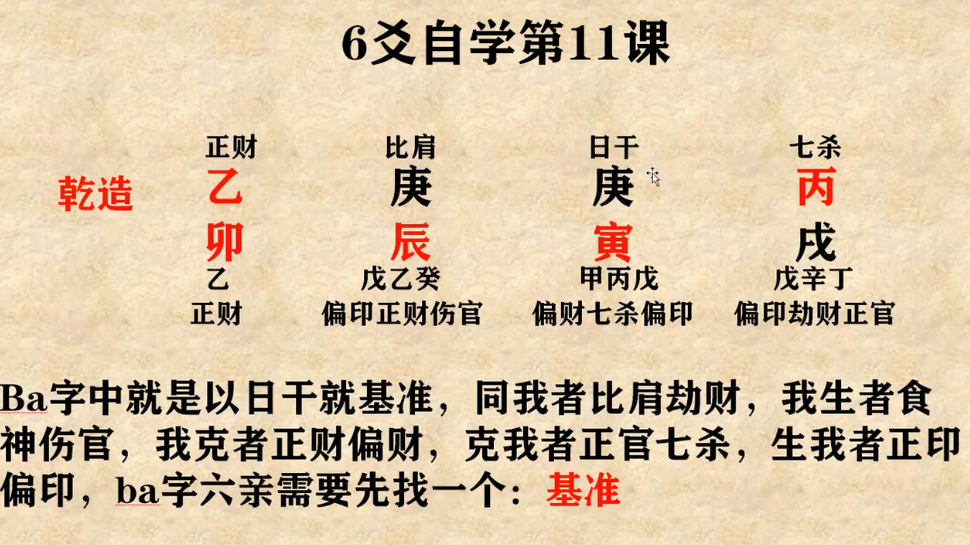 6爻自学第11课
正财 比肩 日干 七杀
乾造 乙 庚 庚 丙
卯 辰 寅 戌
乙 戊乙癸 甲丙戊 戊辛丁
正财 偏印正财伤官 偏财七杀偏印 偏印劫财正官
Ba字中就是以日干就基准，同我者比肩劫财，我生者食
神伤官，我克者正财偏财，克我者正官七杀，生我者正印
偏印，ba字六亲需要先找一个：基准